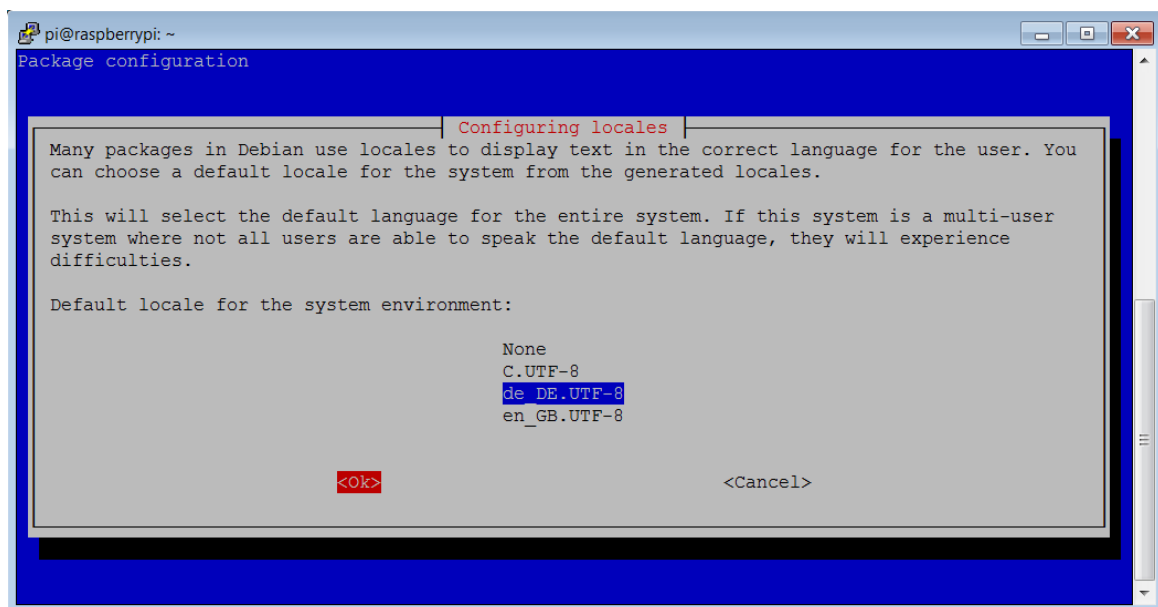 pi@raspberrypi: ~
Package configuration
Configuring locales
Many packages in Debian use locales to display text in the correct language for the user. You
can choose a default locale for the system from the generated locales.
This will select the default language for the entire system. If this system is a multi-user
system where not all users are able to speak the default language, they will experience
difficulties.
Default locale for the system environment:
None
C.UTF-8
de_DE.UTF-8
en_GB.UTF-8
<Ok> <Cancel>